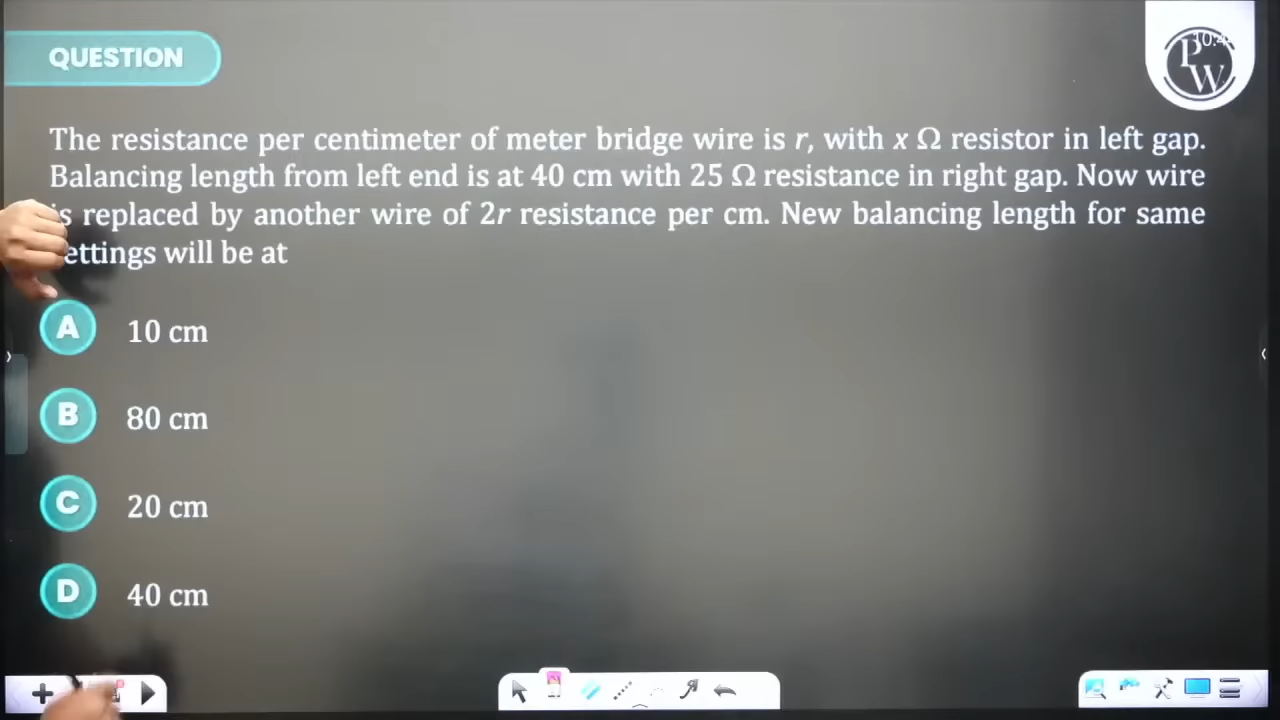 QUESTION
10:4
P
W
The resistance per centimeter of meter bridge wire is r, with x Ω resistor in left gap.
Balancing length from left end is at 40 cm with 25 Ω resistance in right gap. Now wire
replaced by another wire of 2r resistance per cm. New balancing length for same
ettings will be at
A 10 cm
B 80 cm
C 20 cm
D 40 cm